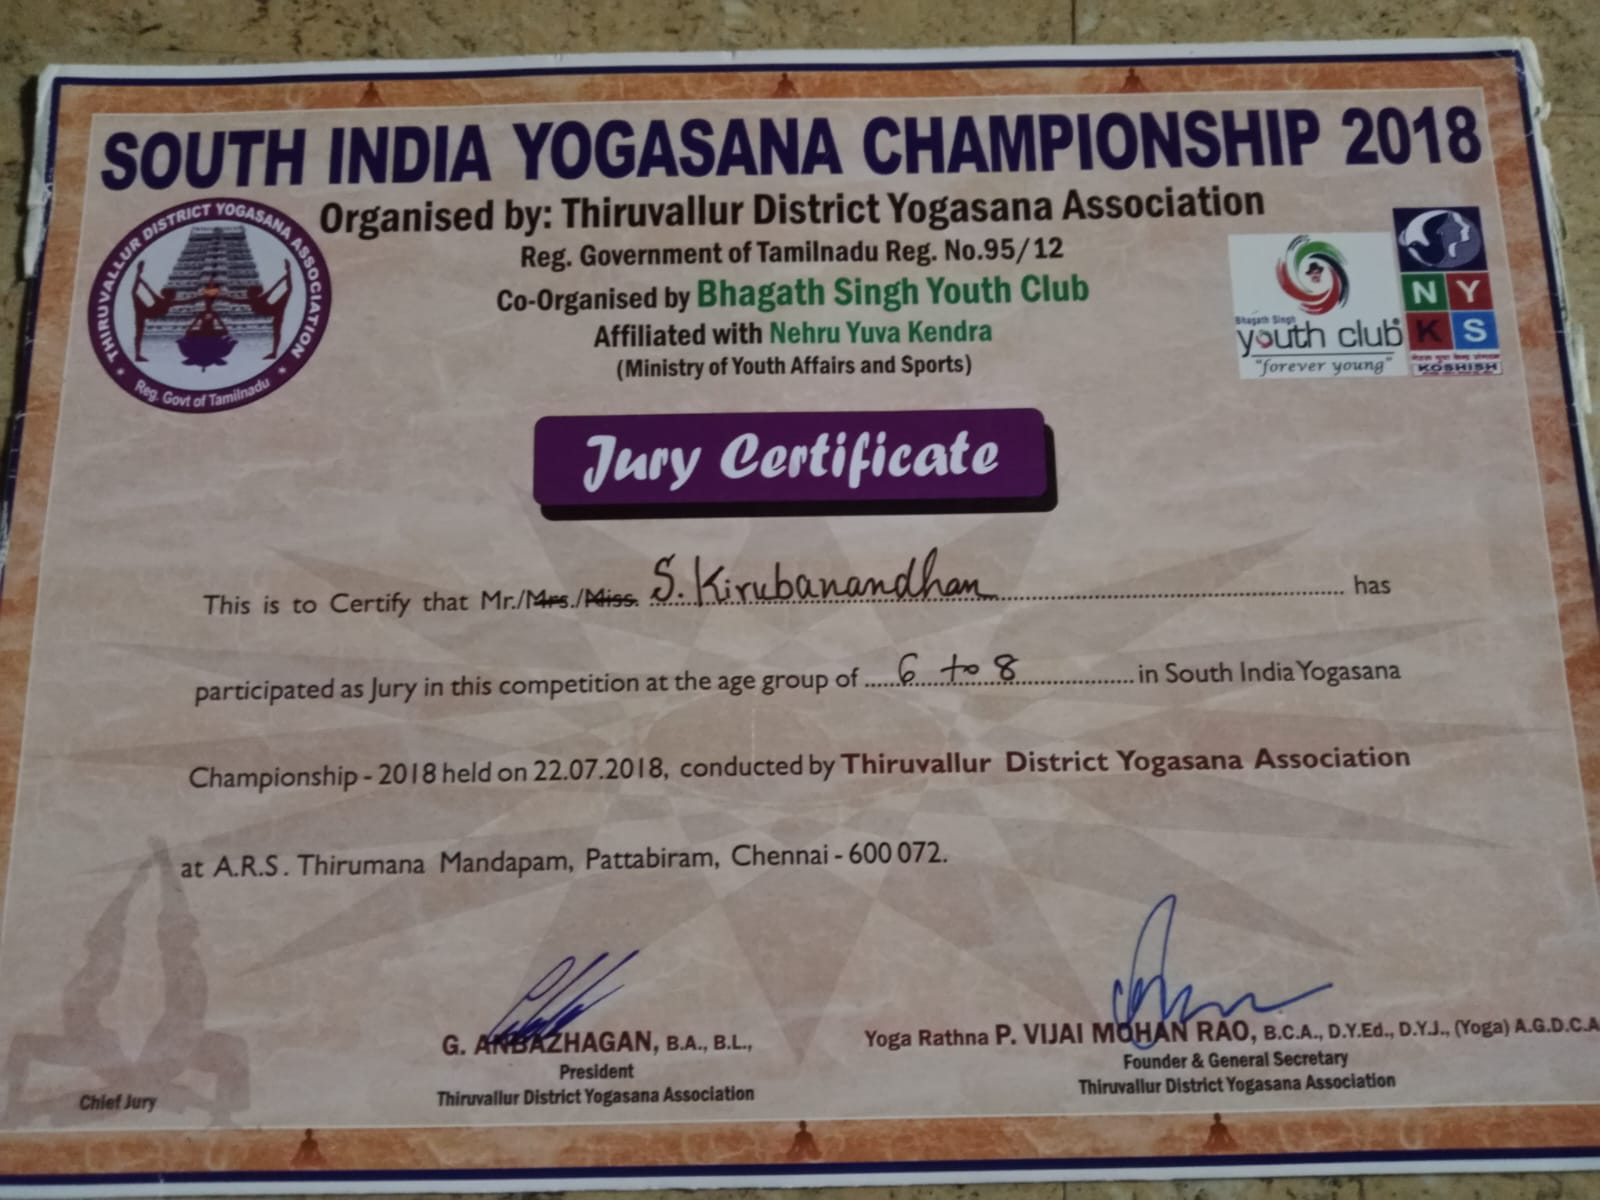 SOUTH INDIA YOGASANA CHAMPIONSHIP 2018
Organised by: Thiruvallur District Yogasana Association
Reg. Government of Tamilnadu Reg. No.95/12
Co-Organised by Bhagath Singh Youth Club
Affiliated with Nehru Yuva Kendra
(Ministry of Youth Affairs and Sports)
THIRUVALLUR DISTRICT YOGASANA ASSOCIATION
Reg. Govt of Tamilnadu
Bhagath Singh
youth club
"forever young"
N Y
K S
KOSHISH
Jury Certificate
This is to Certify that Mr./Mrs./Miss. S. Kirubanandhan has
participated as Jury in this competition at the age group of 6 to 8 in South India Yogasana
Championship - 2018 held on 22.07.2018, conducted by Thiruvallur District Yogasana Association
at A.R.S. Thirumana Mandapam, Pattabiram, Chennai - 600 072.
Chief Jury
G. ANBAZHAGAN, B.A., B.L.,
President
Thiruvallur District Yogasana Association
Yoga Rathna P. VIJAI MOHAN RAO, B.C.A., D.Y.Ed., D.Y.J., (Yoga) A.G.D.C.A
Founder & General Secretary
Thiruvallur District Yogasana Association